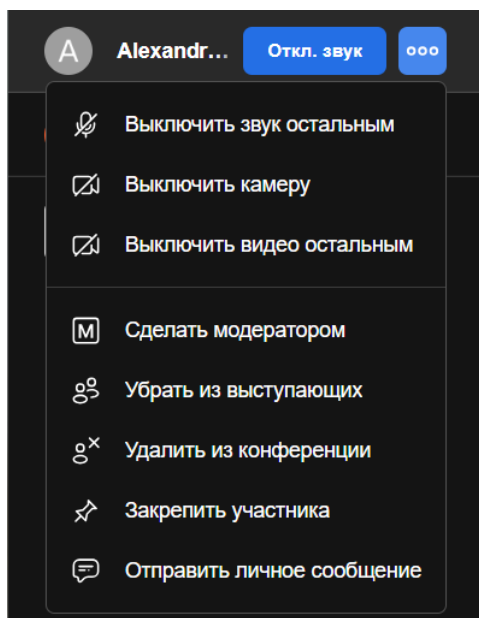 A Alexandr... Откл. звук
Выключить звук остальным
Выключить камеру
Выключить видео остальным
M Сделать модератором
Убрать из выступающих
Удалить из конференции
Закрепить участника
Отправить личное сообщение